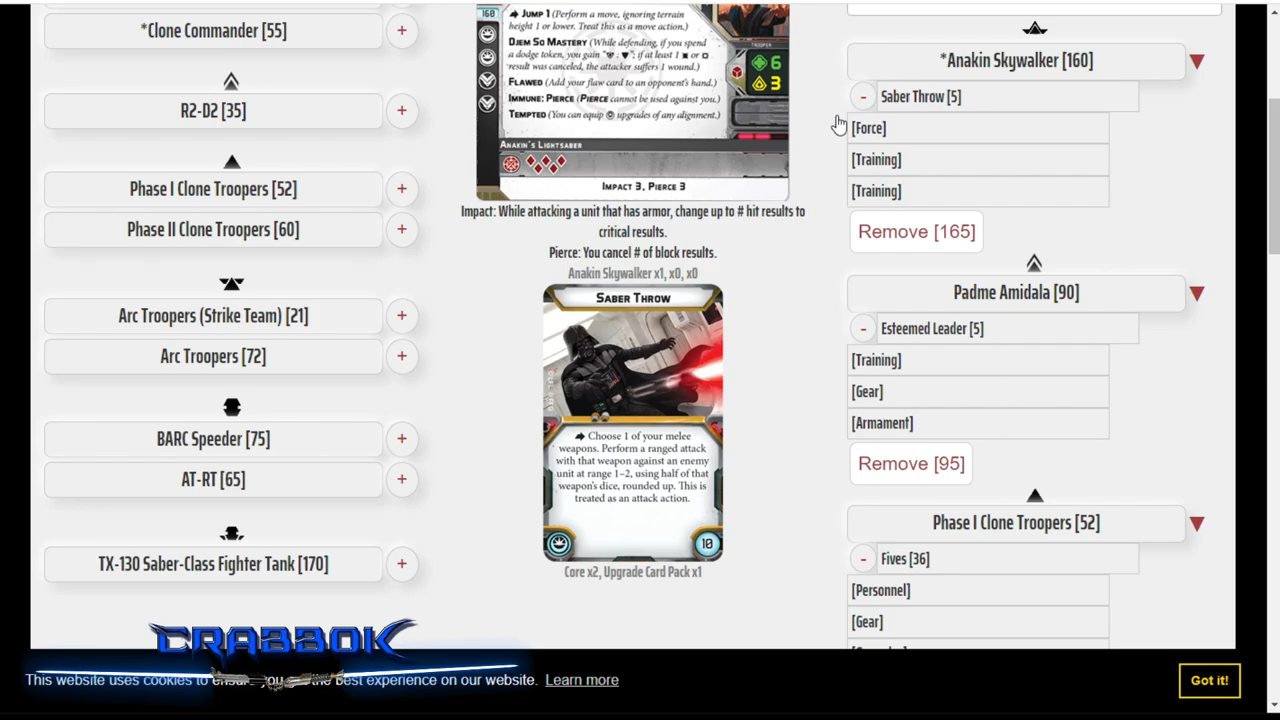 *Clone Commander [55]
+
R2-D2 [35]
+
Phase I Clone Troopers [52]
+
Phase II Clone Troopers [60]
+
Arc Troopers (Strike Team) [21]
+
Arc Troopers [72]
+
BARC Speeder [75]
+
AT-RT [65]
+
TX-130 Saber-Class Fighter Tank [170]
+
160
Jump 1 (Perform a move, ignoring terrain
height 1 or lower. Treat this as a move action.)
Djem So Mastery (While defending, if you spend
a dodge token, you gain
if at least 1
or
result was canceled, the attacker suffers 1 wound.)
Flawed (Add your flaw card to an opponent's hand.)
Immune: Pierce (Pierce cannot be used against you.)
Tempted (You can equip
upgrades of any alignment.)
Trooper
6
3
Anakin's Lightsaber
Impact 3, Pierce 3
Impact: While attacking a unit that has armor, change up to # hit results to
critical results.
Pierce: You cancel # of block results.
Anakin Skywalker x1, x0, x0
Saber Throw
Choose 1 of your melee
weapons. Perform a ranged attack
with that weapon against an enemy
unit at range 1–2, using half of that
weapon's dice, rounded up. This is
treated as an attack action.
10
Core x2, Upgrade Card Pack x1
*Anakin Skywalker [160]
- Saber Throw [5]
[Force]
[Training]
[Training]
Remove [165]
Padme Amidala [90]
- Esteemed Leader [5]
[Training]
[Gear]
[Armament]
Remove [95]
Phase I Clone Troopers [52]
- Fives [36]
[Personnel]
[Gear]
CRABBOK
This website uses cookies to ensure you get the best experience on our website. Learn more
Got it!